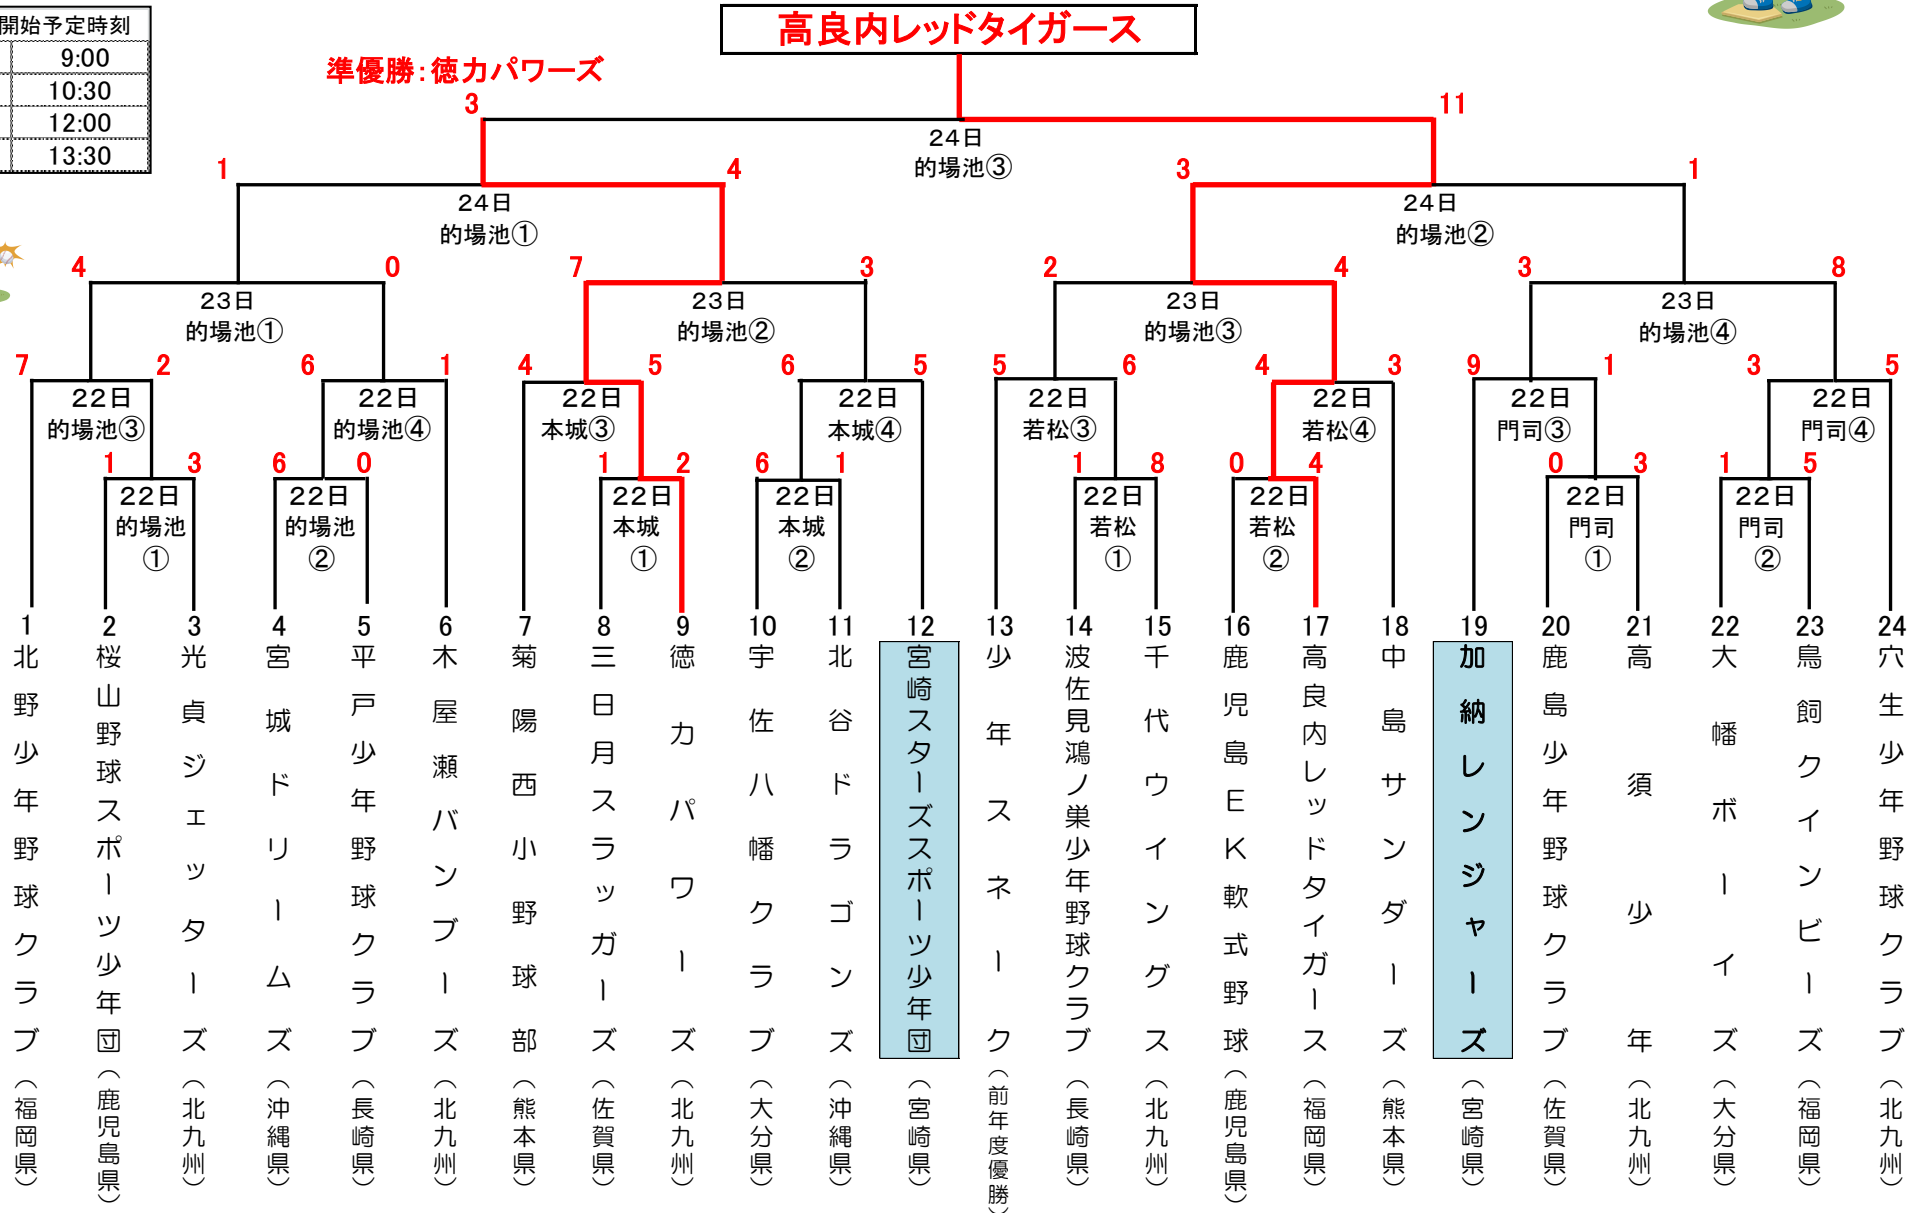 高良内レッドタイガース
開始予定時刻
9:00
10:30
12:00
13:30
準優勝：徳力パワーズ
3
11
24日
的場池③
1
4
3
1
24日
的場池①
24日
的場池②
4
0
7
3
2
4
3
8
23日
的場池①
23日
的場池②
23日
的場池③
23日
的場池④
7
2
6
1
4
5
6
5
5
6
4
3
9
1
3
5
22日
的場池③
22日
的場池④
22日
本城③
22日
本城④
22日
若松③
22日
若松④
22日
門司③
22日
門司④
1
3
6
0
1
2
6
1
1
8
0
4
0
3
1
5
22日
的場池
①
22日
的場池
②
22日
本城
①
22日
本城
②
22日
若松
①
22日
若松
②
22日
門司
①
22日
門司
②
1
北野少年野球クラブ（福岡県）
2
桜山野球スポーツ少年団（鹿児島県）
3
光貞ジェッターズ（北九州）
4
宮城ドリームズ（沖縄県）
5
平戸少年野球クラブ（長崎県）
6
木屋瀬バンブーズ（北九州）
7
菊陽西小野球部（熊本県）
8
三日月スラッガーズ（佐賀県）
9
徳力パワーズ（北九州）
10
宇佐八幡クラブ（大分県）
11
北谷ドラゴンズ（沖縄県）
12
宮崎スターズスポーツ少年団（宮崎県）
13
少年スネーク（前年度優勝）
14
波佐見鴻ノ巣少年野球クラブ（長崎県）
15
千代ウイングス（北九州）
16
鹿児島ＥＫ軟式野球（鹿児島県）
17
高良内レッドタイガース（福岡県）
18
中島サンダーズ（熊本県）
19
加納レンジャーズ（宮崎県）
20
鹿島少年野球クラブ（佐賀県）
21
高須少年（北九州）
22
大幡ボーイズ（大分県）
23
鳥飼クインビーズ（福岡県）
24
穴生少年野球クラブ（北九州）